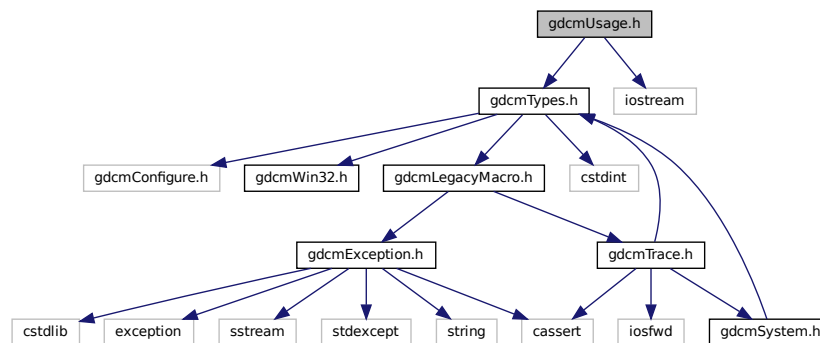 gdcmUsage.h
gdcmTypes.h
iostream
gdcmConfigure.h
gdcmWin32.h
gdcmLegacyMacro.h
cstdint
gdcmException.h
gdcmTrace.h
cstdlib
exception
sstream
stdexcept
string
cassert
iosfwd
gdcmSystem.h